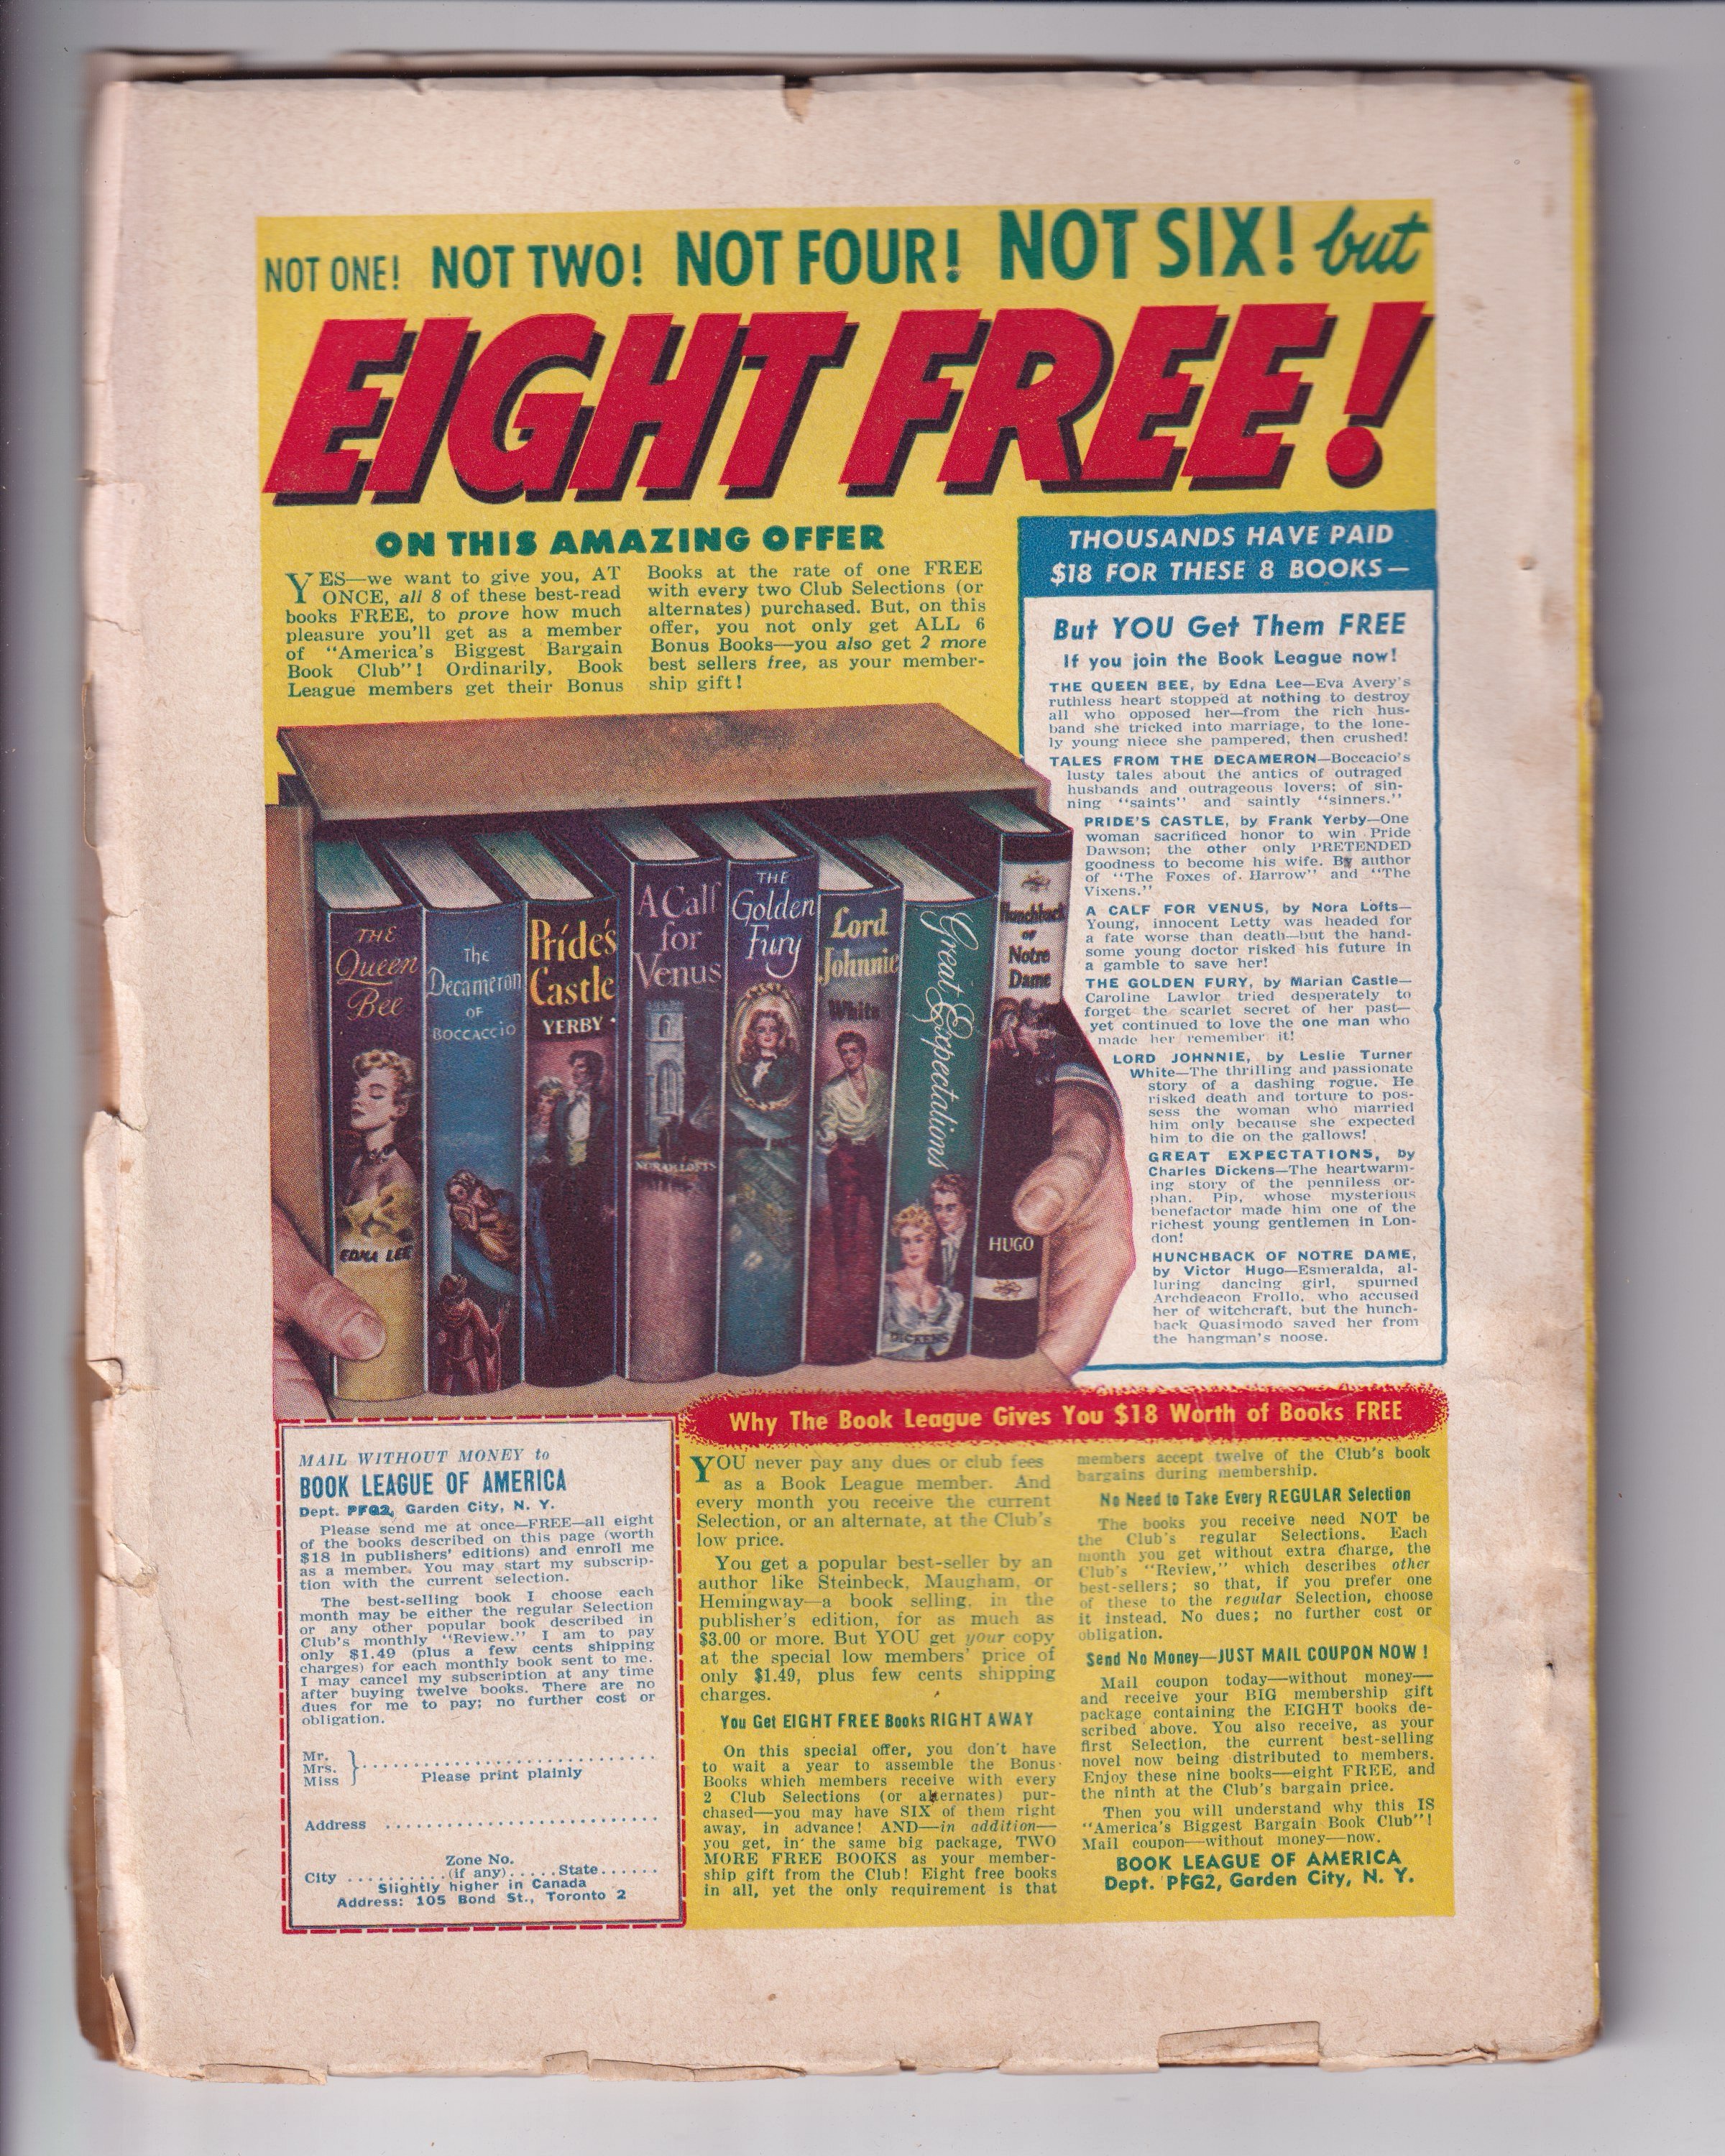 NOT ONE! NOT TWO! NOT FOUR! NOT SIX! but
EIGHT FREE!
ON THIS AMAZING OFFER
YES—we want to give you, AT
ONCE, all 8 of these best-read
books FREE, to prove how much
pleasure you'll get as a member
of "America's Biggest Bargain
Book Club"! Ordinarily, Book
League members get their Bonus
Books at the rate of one FREE
with every two Club Selections (or
alternates) purchased. But, on this
offer, you not only get ALL 6
Bonus Books—you also get 2 more
best sellers free, as your member-
ship gift!
THOUSANDS HAVE PAID
$18 FOR THESE 8 BOOKS—
But YOU Get Them FREE
If you join the Book League now!
THE QUEEN BEE, by Edna Lee—Eva Avery's
ruthless heart stopped at nothing to destroy
all who opposed her—from the rich hus-
band she tricked into marriage, to the lone-
ly young niece she pampered, then crushed!
TALES FROM THE DECAMERON—Boccacio's
lusty tales about the antics of outraged
husbands and outrageous lovers; of sin-
ning "saints" and saintly "sinners."
PRIDE'S CASTLE, by Frank Yerby—One
woman sacrificed honor to win Pride
Dawson; the other only PRETENDED
goodness to become his wife. By author
of "The Foxes of Harrow" and "The
Vixens."
A CALF FOR VENUS, by Nora Lofts—
Young, innocent Letty was headed for
a fate worse than death—but the hand-
some young doctor risked his future in
a gamble to save her!
THE GOLDEN FURY, by Marian Castle—
Caroline Lawlor tried desperately to
forget the scarlet secret of her past—
yet continued to love the one man who
made her remember it!
LORD JOHNNIE, by Leslie Turner
White—The thrilling and passionate
story of a dashing rogue. He
risked death and torture to pos-
sess the woman who married
him only because she expected
him to die on the gallows!
GREAT EXPECTATIONS, by
Charles Dickens—The heartwarm-
ing story of the penniless or-
phan, Pip, whose mysterious
benefactor made him one of the
richest young gentlemen in Lon-
don!
HUNCHBACK OF NOTRE DAME,
by Victor Hugo—Esmeralda, al-
luring dancing girl, spurned
Archdeacon Frollo, who accused
her of witchcraft, but the hunch-
back Quasimodo saved her from
the hangman's noose.
THE
Queen
Bee
EDNA LEE
The
Decameron
OF
BOCCACCIO
Pride's
Castle
YERBY
A Calf
for
Venus
NORAH LOFTS
THE
Golden
Fury
Lord
Johnnie
White
Great Expectations
DICKENS
Hunchback
OF
Notre
Dame
HUGO
MAIL WITHOUT MONEY to
BOOK LEAGUE OF AMERICA
Dept. PFG2, Garden City, N. Y.
Please send me at once—FREE—all eight
of the books described on this page (worth
$18 in publishers' editions) and enroll me
as a member. You may start my subscrip-
tion with the current selection.
The best-selling book I choose each
month may be either the regular Selection
or any other popular book described in
Club's monthly "Review." I am to pay
only $1.49 (plus a few cents shipping
charges) for each monthly book sent to me.
I may cancel my subscription at any time
after buying twelve books. There are no
dues for me to pay; no further cost or
obligation.
Mr.
Mrs.
Miss
Please print plainly
Address
Zone No.
City .......... (if any) ..... State ......
Slightly higher in Canada
Address: 105 Bond St., Toronto 2
Why The Book League Gives You $18 Worth of Books FREE
YOU never pay any dues or club fees
as a Book League member. And
every month you receive the current
Selection, or an alternate, at the Club's
low price.
You get a popular best-seller by an
author like Steinbeck, Maugham, or
Hemingway—a book selling, in the
publisher's edition, for as much as
$3.00 or more. But YOU get your copy
at the special low members' price of
only $1.49, plus few cents shipping
charges.
You Get EIGHT FREE Books RIGHT AWAY
On this special offer, you don't have
to wait a year to assemble the Bonus
Books which members receive with every
2 Club Selections (or alternates) pur-
chased—you may have SIX of them right
away, in advance! AND—in addition—
you get, in the same big package, TWO
MORE FREE BOOKS as your member-
ship gift from the Club! Eight free books
in all, yet the only requirement is that
members accept twelve of the Club's book
bargains during membership.
No Need to Take Every REGULAR Selection
The books you receive need NOT be
the Club's regular Selections. Each
month you get without extra charge, the
Club's "Review," which describes other
best-sellers; so that, if you prefer one
of these to the regular Selection, choose
it instead. No dues; no further cost or
obligation.
Send No Money—JUST MAIL COUPON NOW!
Mail coupon today—without money—
and receive your BIG membership gift
package containing the EIGHT books de-
scribed above. You also receive, as your
first Selection, the current best-selling
novel now being distributed to members.
Enjoy these nine books—eight FREE, and
the ninth at the Club's bargain price.
Then you will understand why this IS
"America's Biggest Bargain Book Club"!
Mail coupon—without money—now.
BOOK LEAGUE OF AMERICA
Dept. PFG2, Garden City, N. Y.